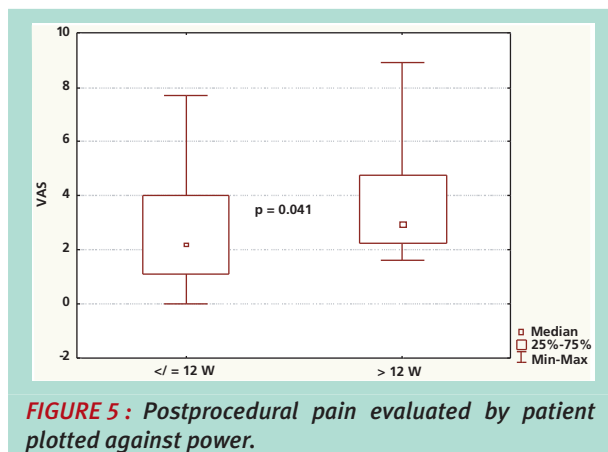 10
8
6
4
2
0
-2
VAS
p = 0.041
</ = 12 W
> 12 W
Median
25%-75%
Min-Max
FIGURE 5 : Postprocedural pain evaluated by patient
plotted against power.